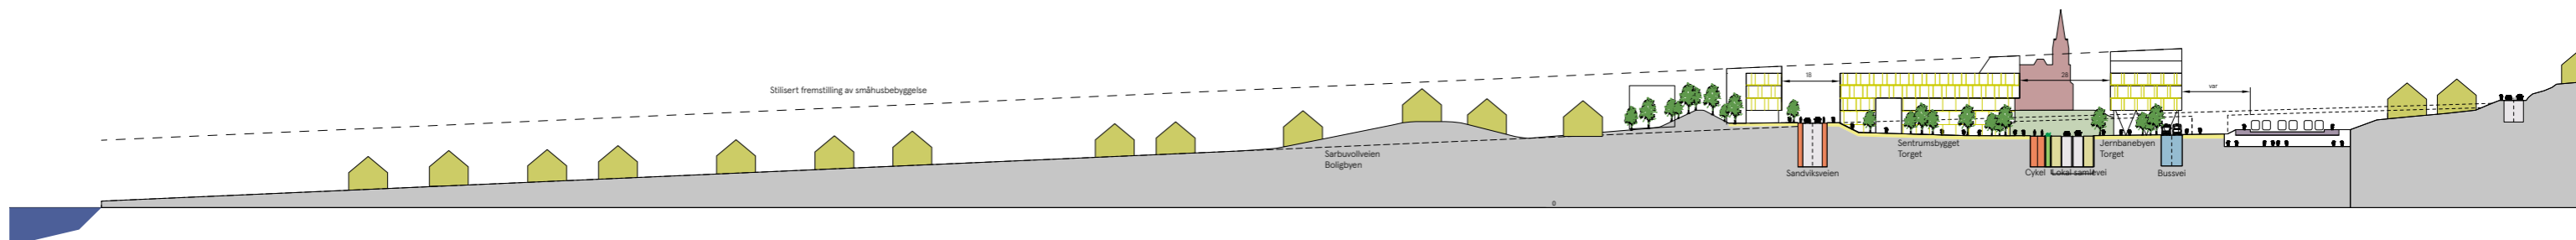 Stilisert fremstilling av småhusbebyggelse
18
28
var
Sarbuvollveien
Boligbyen
Sentrumsbygget
Torget
Jernbanebyen
Torget
Sandviksveien
Cykel
Lokal samlevei
Bussvei
0